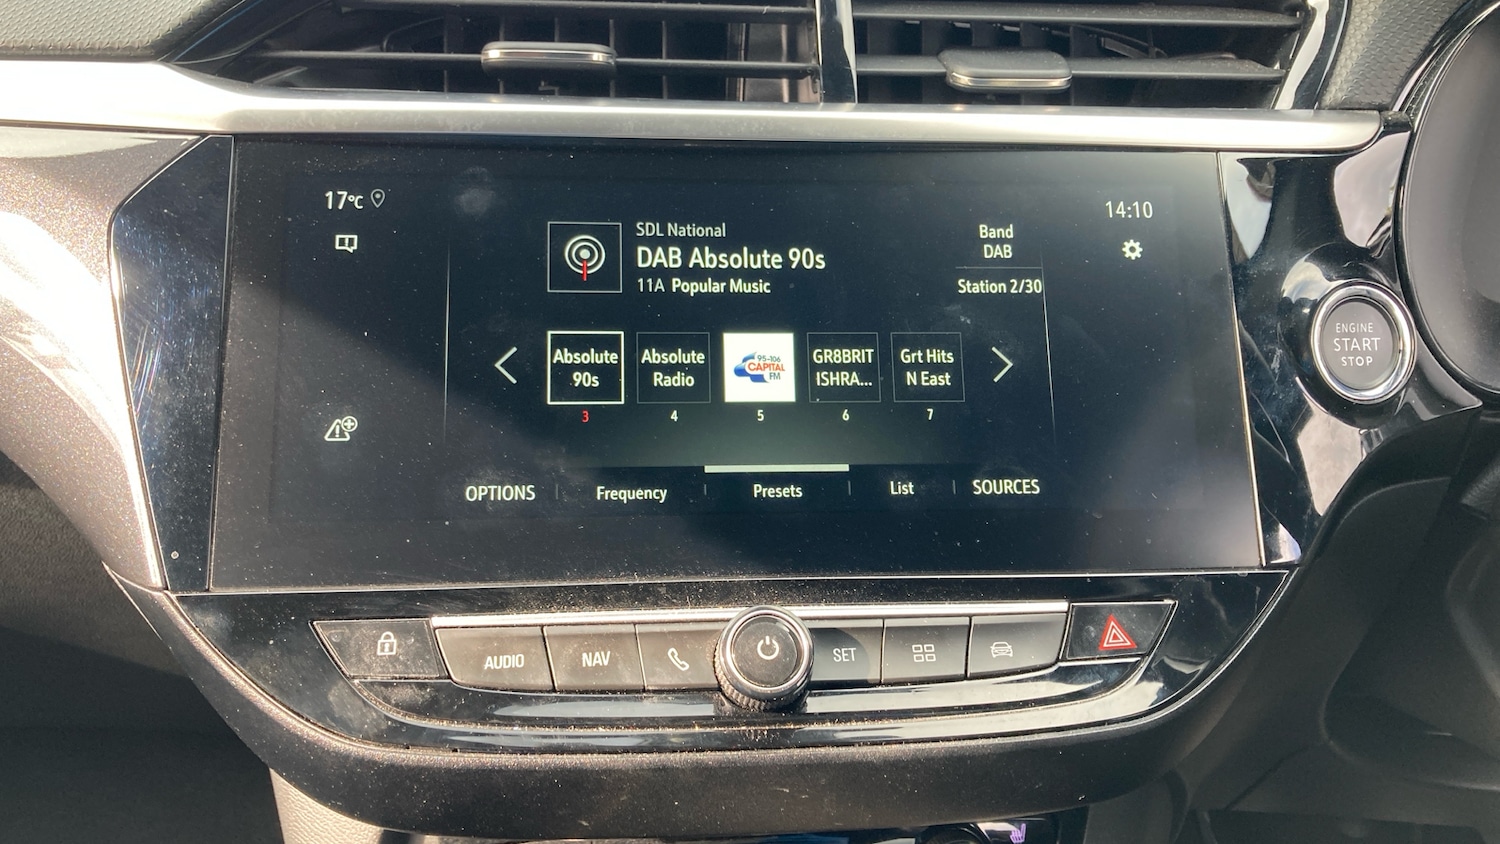 17°C
14:10
SDL National
DAB Absolute 90s
11A Popular Music
Band
DAB
Station 2/30
Absolute
90s
Absolute
Radio
95-106
CAPITAL
FM
GR8BRIT
ISHRA...
Grt Hits
N East
3
4
5
6
7
OPTIONS
Frequency
Presets
List
SOURCES
ENGINE
START
STOP
AUDIO
NAV
SET